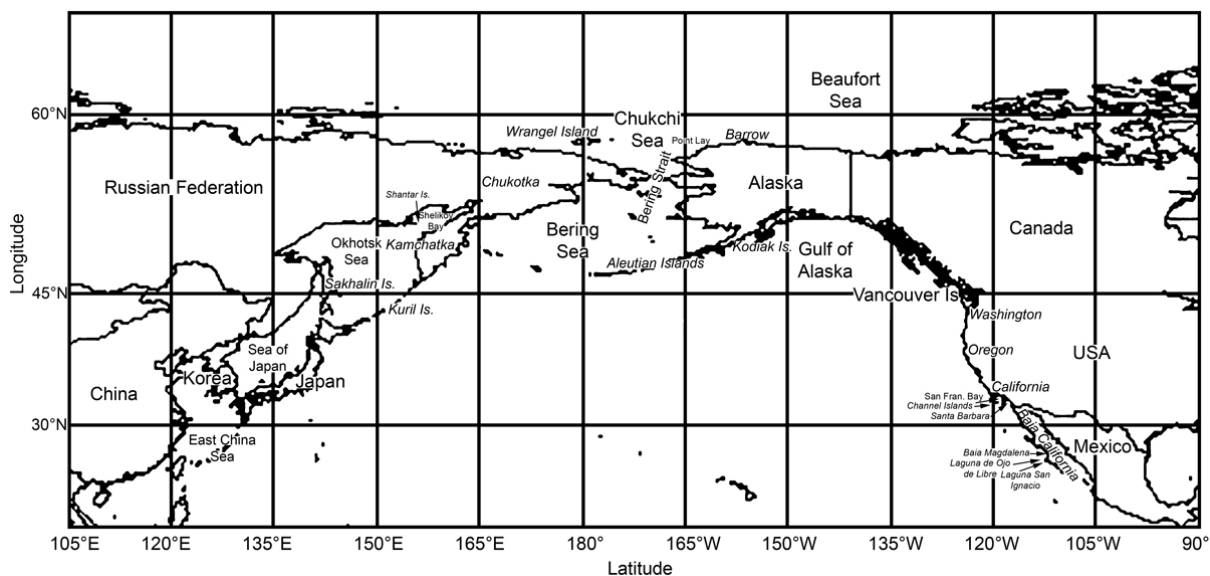 Beaufort
Sea
60°N
Chukchi
Sea
Wrangel Island
Point Lay
Barrow
Russian Federation
Chukotka
Bering Strait
Alaska
Shantar Is.
Shelikov
Bay
Canada
Okhotsk
Sea
Kamchatka
Bering
Sea
Kodiak Is.
Gulf of
Alaska
Aleutian Islands
Longitude
Sakhalin Is.
45°N
Vancouver Is
Kuril Is.
Washington
Sea of
Japan
Oregon
USA
Korea
Japan
China
California
San Fran. Bay
Channel Islands
Santa Barbara
30°N
East China
Sea
Baja California
Mexico
Baia Magdalena
Laguna de Ojo
de Libre
Laguna San
Ignacio
105°E
120°E
135°E
150°E
165°E
180°
165°W
150°W
135°W
120°W
105°W
90°
Latitude